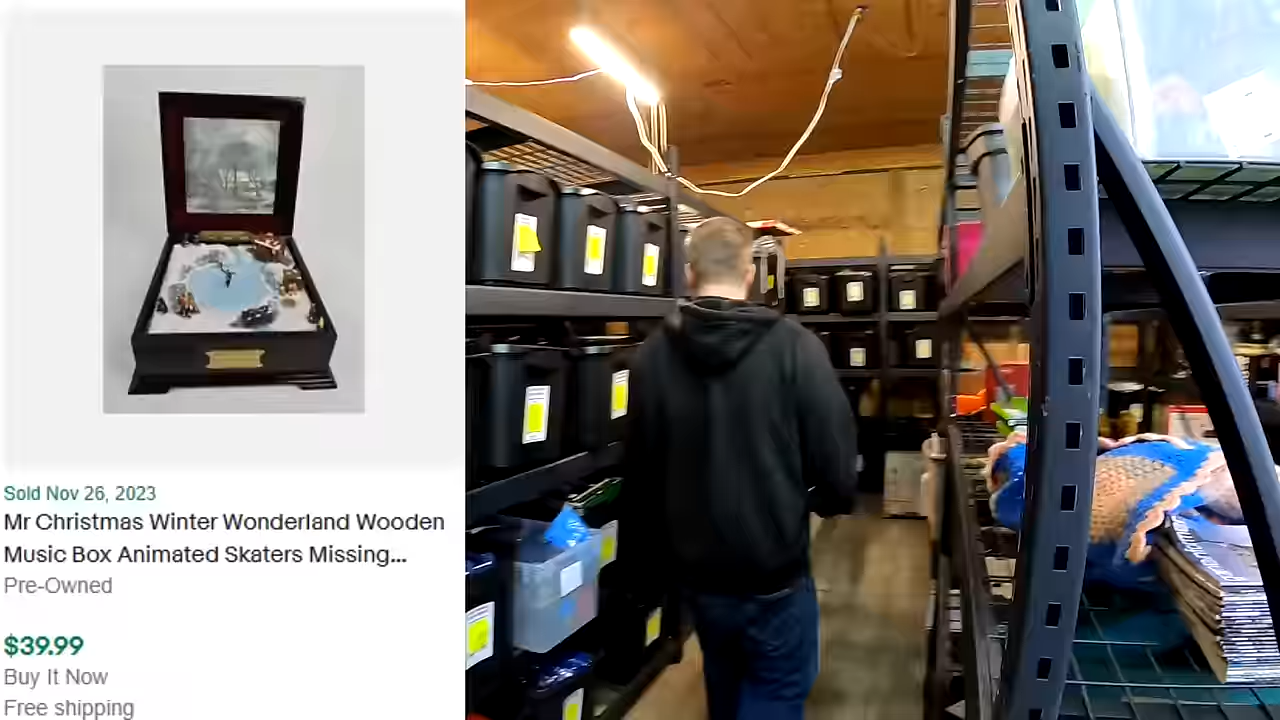 Sold Nov 26, 2023
Mr Christmas Winter Wonderland Wooden
Music Box Animated Skaters Missing...
Pre-Owned
$39.99
Buy It Now
Free shipping